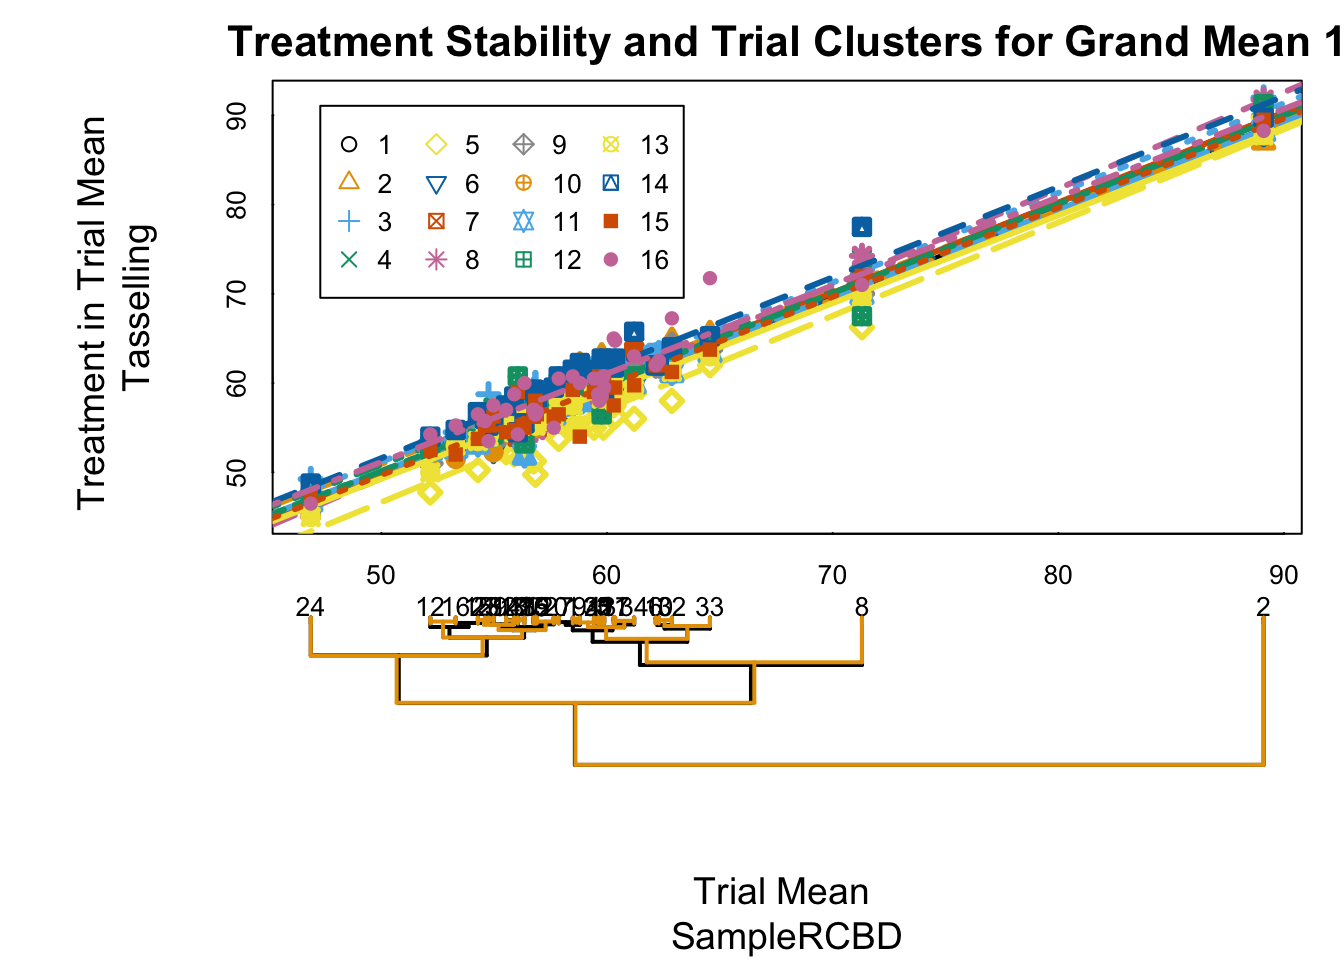 Treatment Stability and Trial Clusters for Grand Mean 1
Treatment in Trial Mean
Tasselling
90
80
70
60
50
1 5 9 13
2 6 10 14
3 7 11 15
4 8 12 16
50 60 70 80 90
24 12 33 8 2
Trial Mean
SampleRCBD